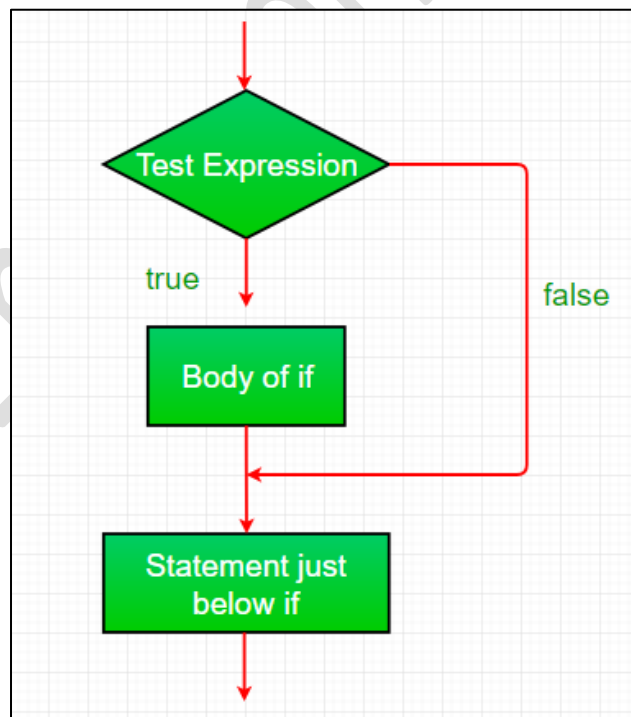 Test Expression
true
false
Body of if
Statement just
below if